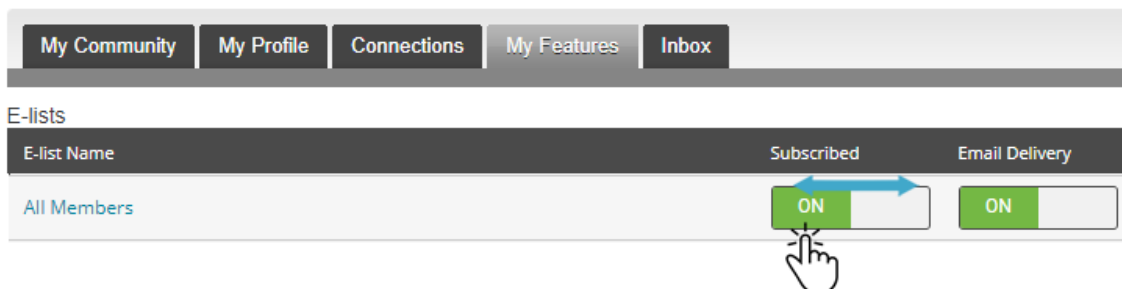 My Community My Profile Connections My Features Inbox
E-lists
E-list Name Subscribed Email Delivery
All Members ON ON